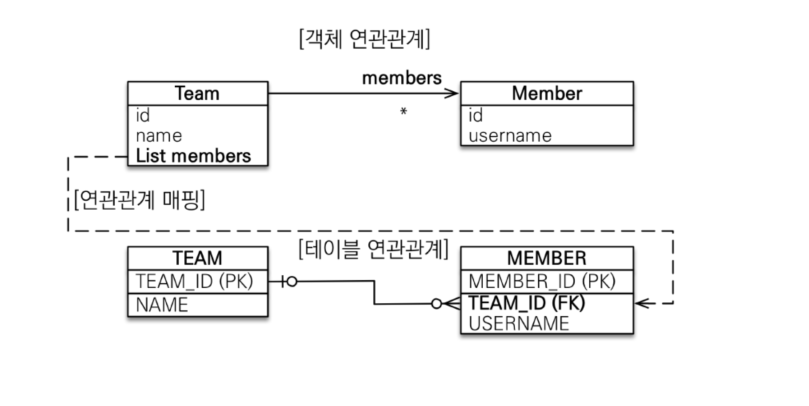 [객체 연관관계]
members
Team
Member
*
id
name
List members
id
username
[연관관계 매핑]
[테이블 연관관계]
TEAM
TEAM_ID (PK)
NAME
MEMBER
MEMBER_ID (PK)
TEAM_ID (FK)
USERNAME